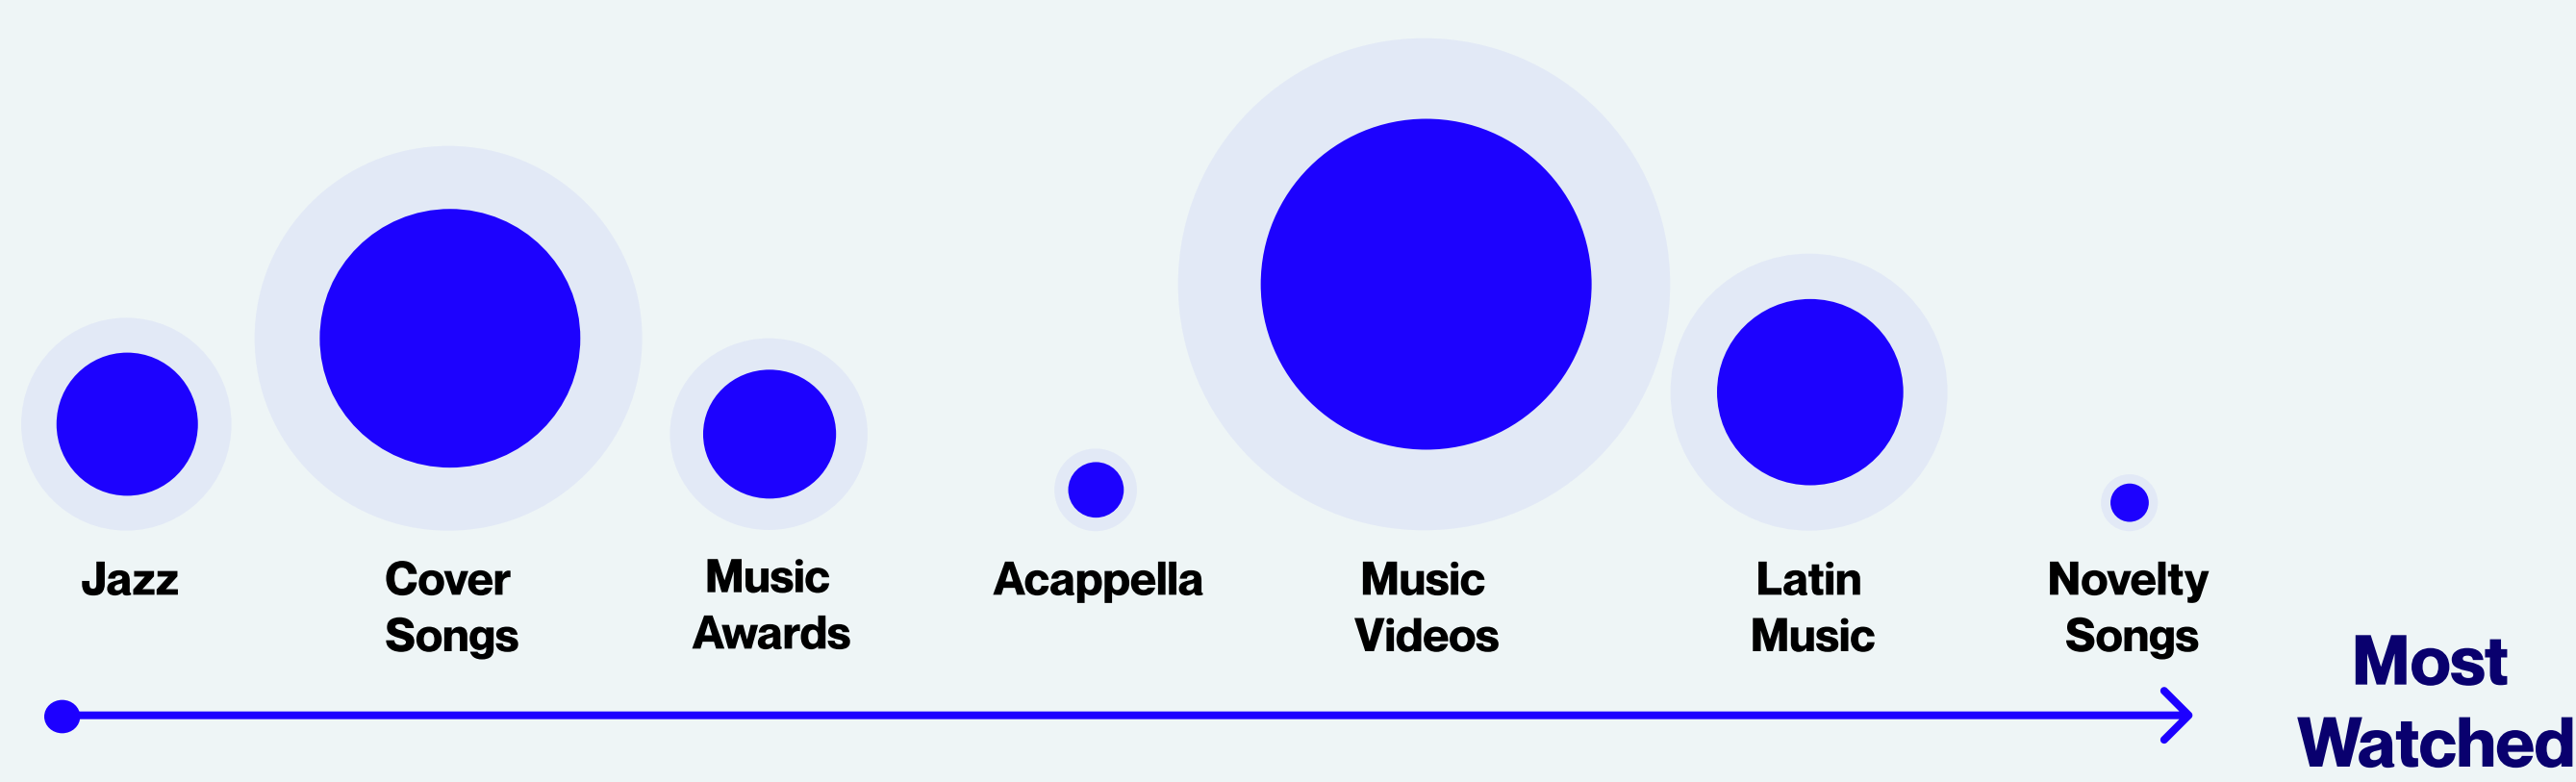 Jazz
Cover
Songs
Music
Awards
Acappella
Music
Videos
Latin
Music
Novelty
Songs
Most
Watched